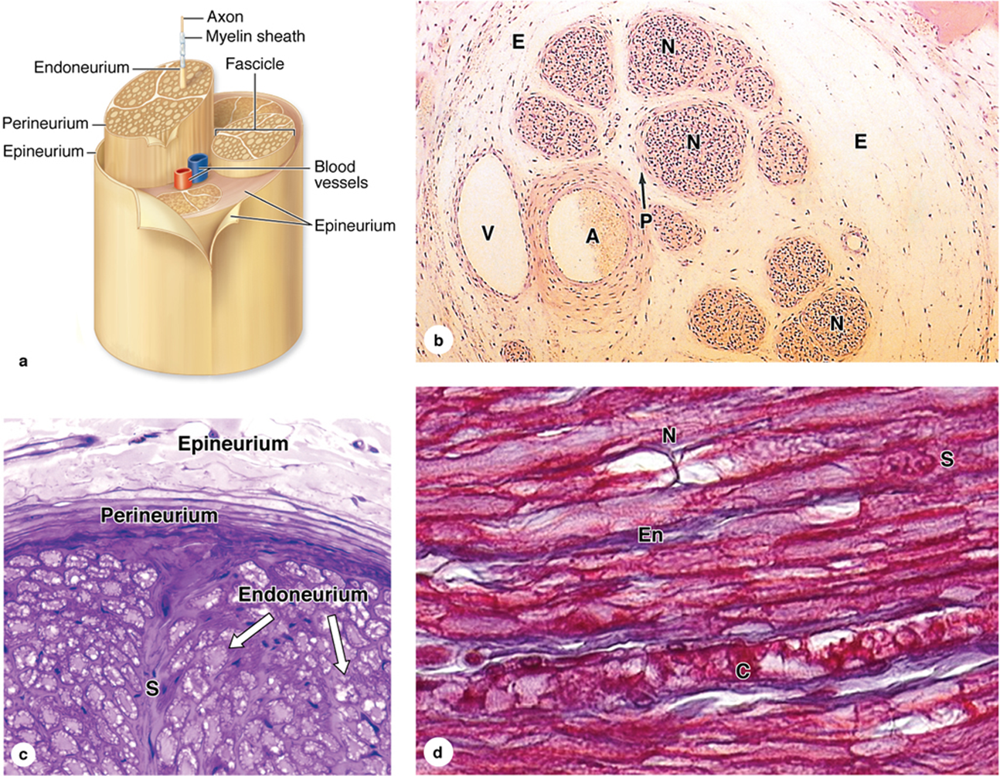 Axon
Myelin sheath
Endoneurium
Fascicle
Perineurium
Epineurium
Blood
vessels
Epineurium
a
E
N
N
E
P
V
A
N
b
Epineurium
Perineurium
Endoneurium
S
c
N
S
En
C
d